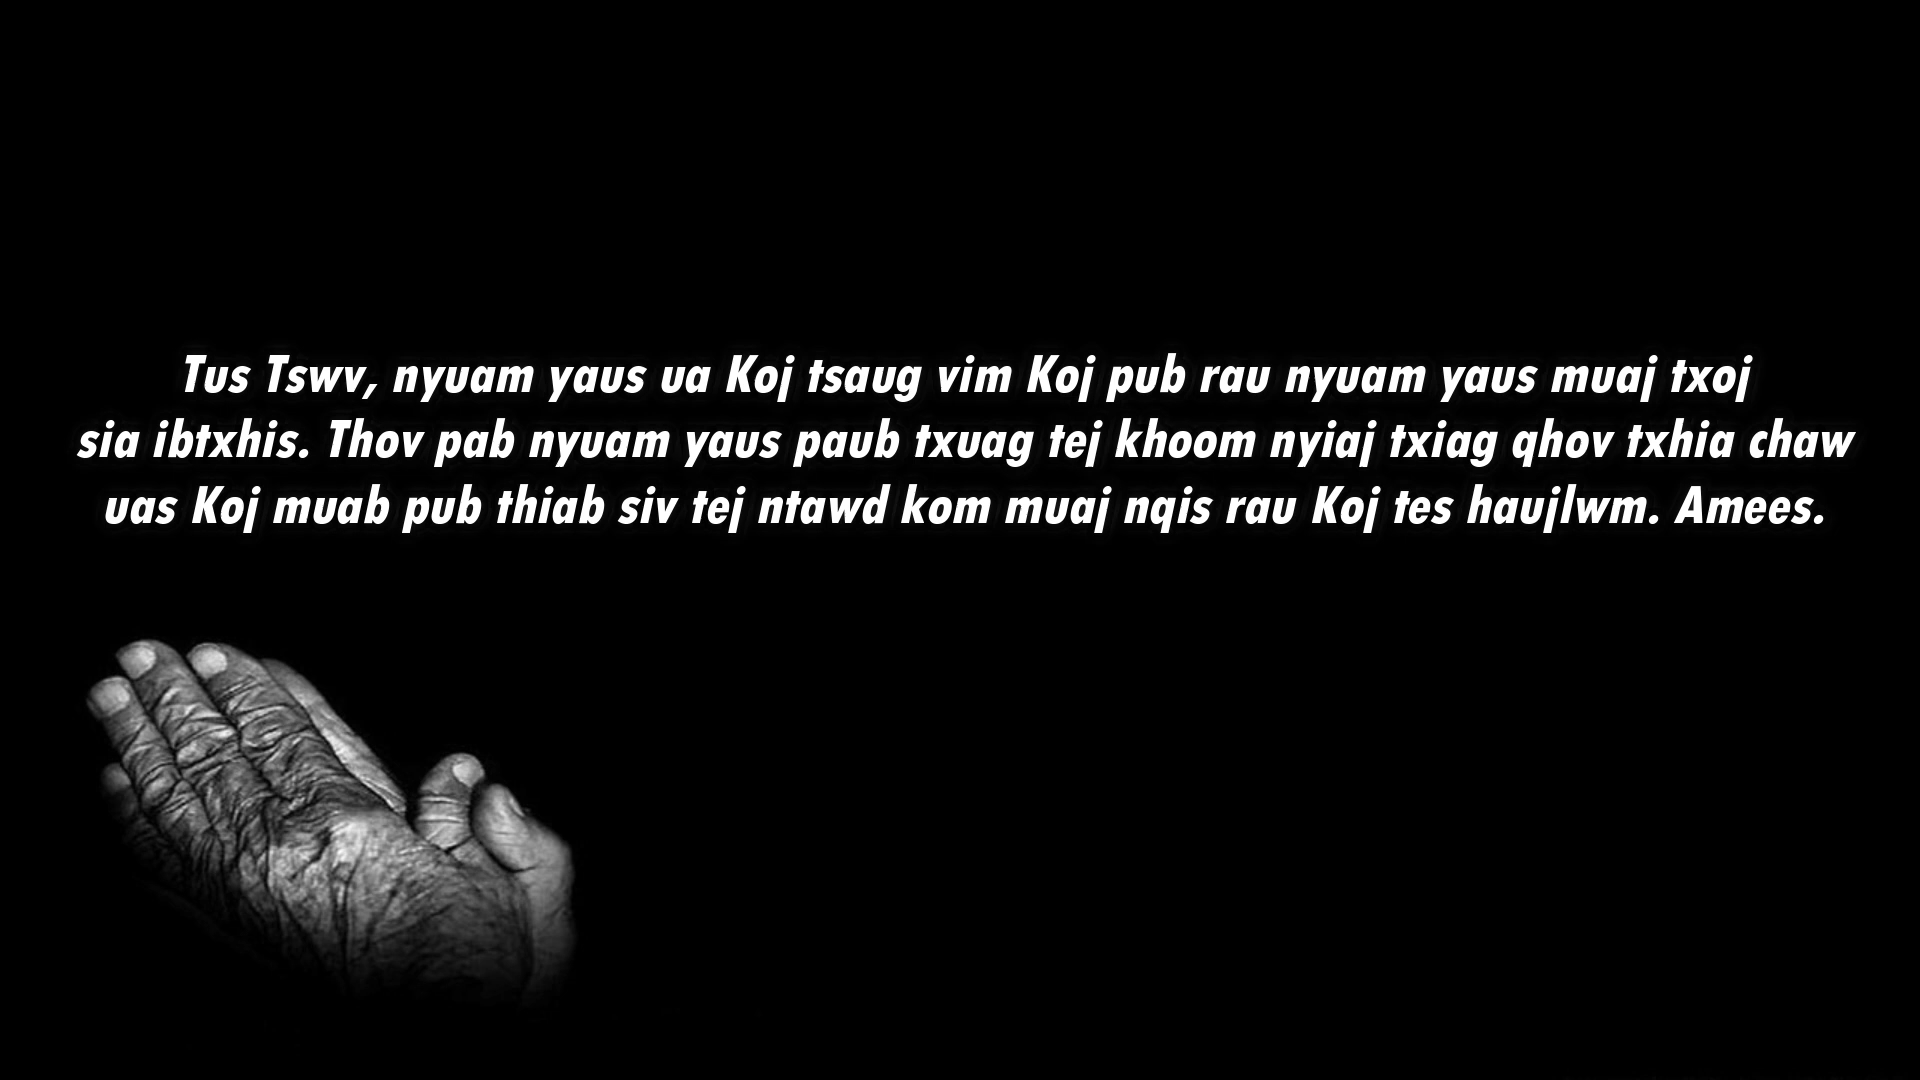 Tus Tswv, nyuam yaus ua Koj tsaug vim Koj pub rau nyuam yaus muaj txoj
sia ibtxhis. Thov pab nyuam yaus paub txuag tej khoom nyiaj txiag qhov txhia chaw
uas Koj muab pub thiab siv tej ntawd kom muaj nqis rau Koj tes haujlwm. Amees.